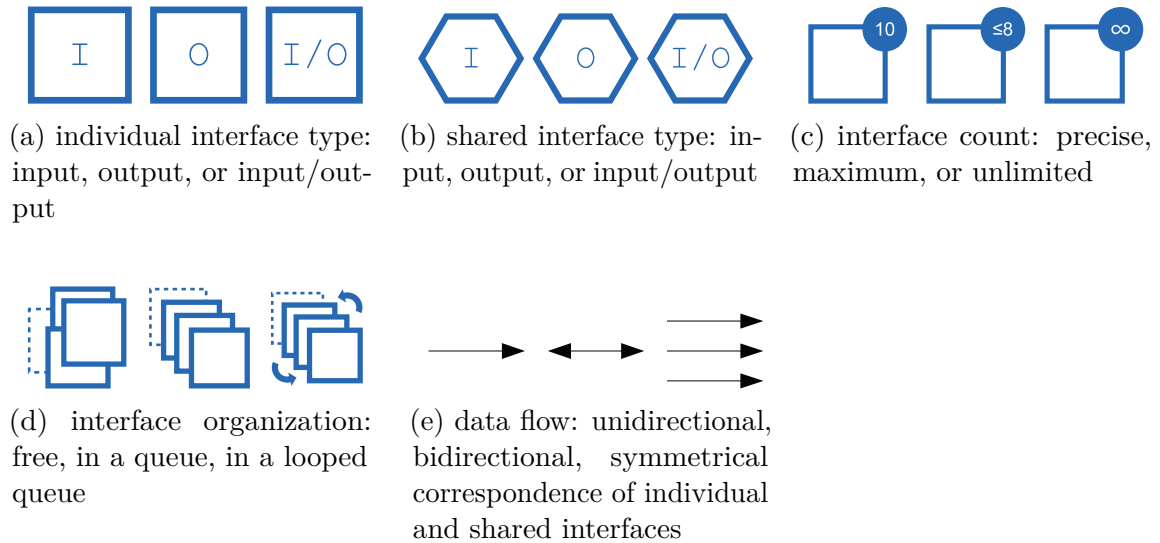 I O I/O
I O I/O
10 ≤8 ∞
(a) individual interface type:
input, output, or input/out-
put
(b) shared interface type: in-
put, output, or input/output
(c) interface count: precise,
maximum, or unlimited
(d) interface organization:
free, in a queue, in a looped
queue
(e) data flow: unidirectional,
bidirectional, symmetrical
correspondence of individual
and shared interfaces